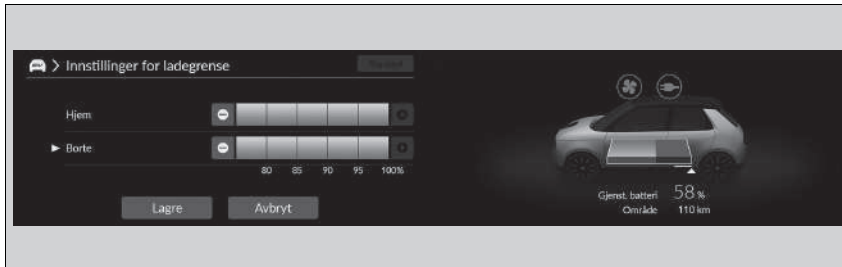 Innstillinger for ladegrense
Hjem
Borte
80 85 90 95 100%
Lagre Avbryt
Gjenst. batteri 58 %
Område 110 km